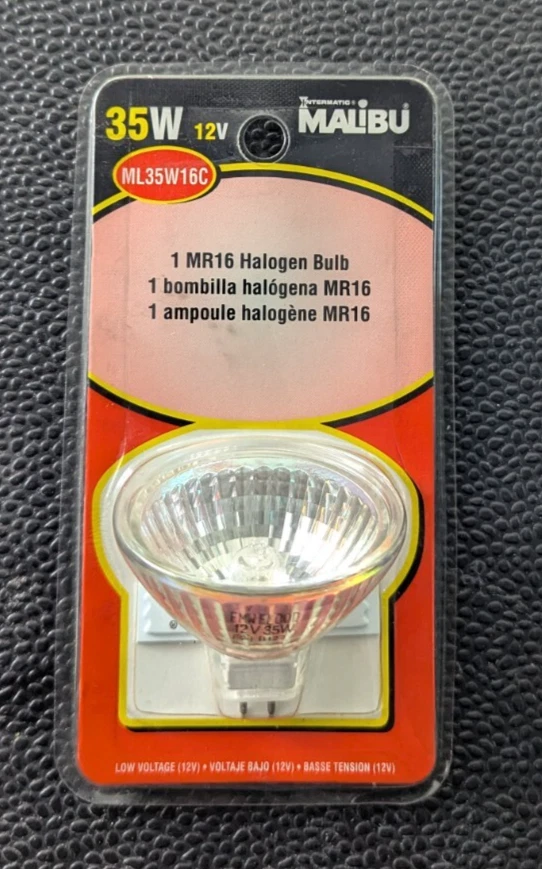 35W 12V
INTERMATIC®
MALIBU®
ML35W16C
1 MR16 Halogen Bulb
1 bombilla halógena MR16
1 ampoule halogène MR16
12V 35W
LOW VOLTAGE (12V) • VOLTAJE BAJO (12V) • BASSE TENSION (12V)